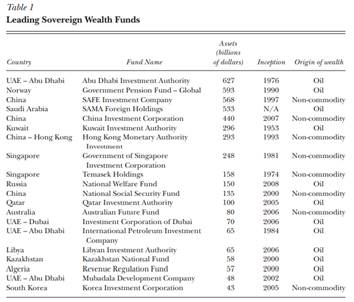 Table 1
Leading Sovereign Wealth Funds
Assets
(billions
Country Fund Name of dollars) Inception Origin of wealth
UAE – Abu Dhabi Abu Dhabi Investment Authority 627 1976 Oil
Norway Government Pension Fund – Global 593 1990 Oil
China SAFE Investment Company 568 1997 Non-commodity
Saudi Arabia SAMA Foreign Holdings 533 N/A Oil
China China Investment Corporation 440 2007 Non-commodity
Kuwait Kuwait Investment Authority 296 1953 Oil
China – Hong Kong Hong Kong Monetary Authority 293 1993 Non-commodity
Investment
Singapore Government of Singapore 248 1981 Non-commodity
Investment Corporation
Singapore Temasek Holdings 158 1974 Non-commodity
Russia National Welfare Fund 150 2008 Oil
China National Social Security Fund 135 2000 Non-commodity
Qatar Qatar Investment Authority 100 2005 Oil
Australia Australian Future Fund 80 2006 Non-commodity
UAE – Dubai Investment Corporation of Dubai 70 2006 Oil
UAE – Abu Dhabi International Petroleum Investment 65 1984 Oil
Company
Libya Libyan Investment Authority 65 2006 Oil
Kazakhstan Kazakhstan National Fund 58 2000 Oil
Algeria Revenue Regulation Fund 57 2000 Oil
UAE – Abu Dhabi Mubadala Development Company 48 2002 Oil
South Korea Korea Investment Corporation 43 2005 Non-commodity